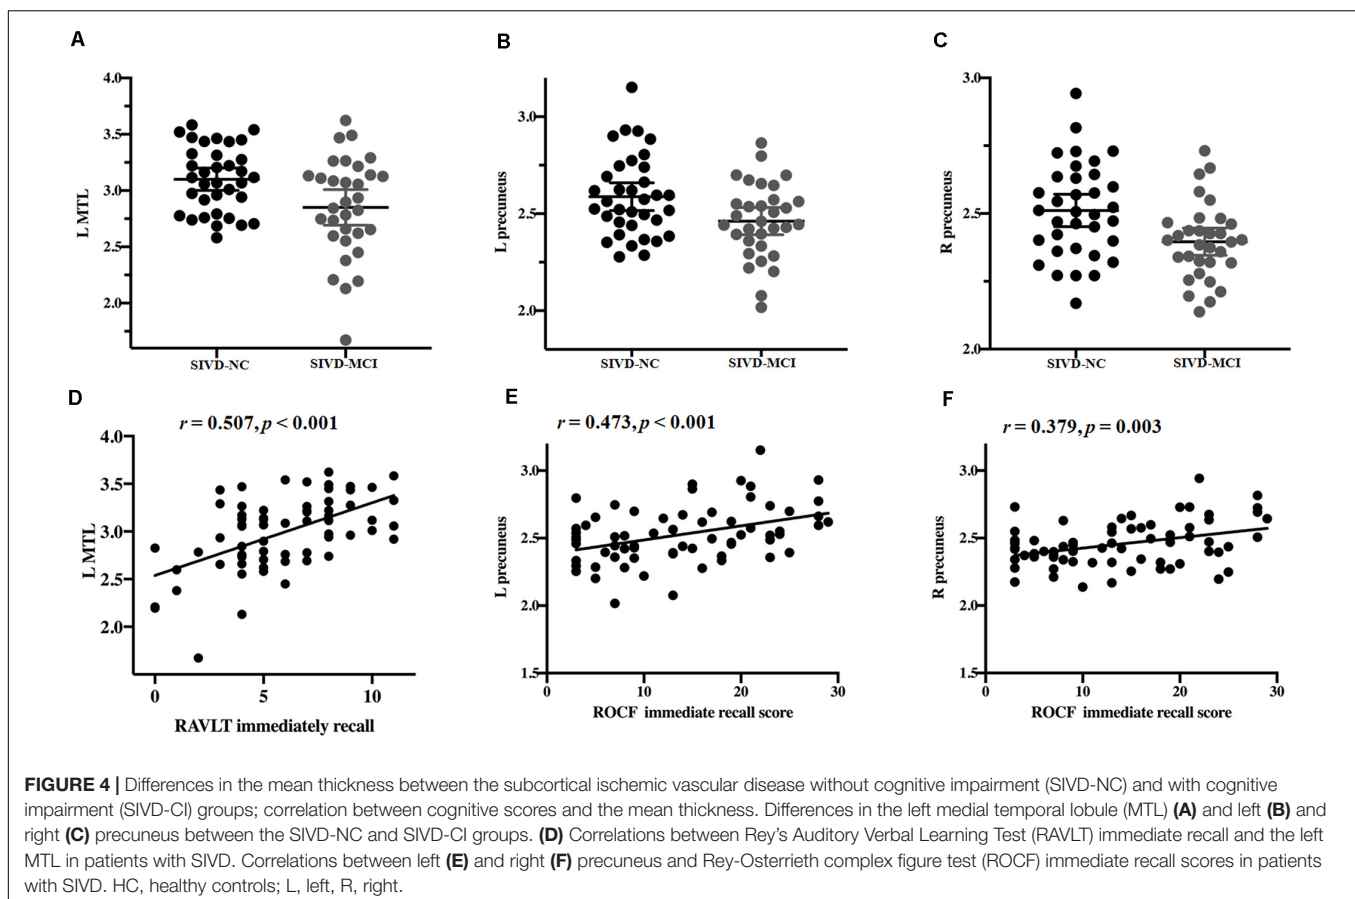 A
B
C
4.0
3.5
3.0
2.5
2.0
L MTL
SIVD-NC
SIVD-MCI
3.0
2.5
2.0
L precuneus
SIVD-NC
SIVD-MCI
3.0
2.5
2.0
R precuneus
SIVD-NC
SIVD-MCI
D
r = 0.507, p < 0.001
4.0
3.5
3.0
2.5
2.0
L MTL
0
5
10
RAVLT immediately recall
E
r = 0.473, p < 0.001
3.0
2.5
2.0
1.5
L precuneus
0
10
20
30
ROCF immediate recall score
F
r = 0.379, p = 0.003
3.0
2.5
2.0
1.5
R precuneus
0
10
20
30
ROCF immediate recall score
FIGURE 4 | Differences in the mean thickness between the subcortical ischemic vascular disease without cognitive impairment (SIVD-NC) and with cognitive
impairment (SIVD-CI) groups; correlation between cognitive scores and the mean thickness. Differences in the left medial temporal lobule (MTL) (A) and left (B) and
right (C) precuneus between the SIVD-NC and SIVD-CI groups. (D) Correlations between Rey's Auditory Verbal Learning Test (RAVLT) immediate recall and the left
MTL in patients with SIVD. Correlations between left (E) and right (F) precuneus and Rey-Osterrieth complex figure test (ROCF) immediate recall scores in patients
with SIVD. HC, healthy controls; L, left, R, right.